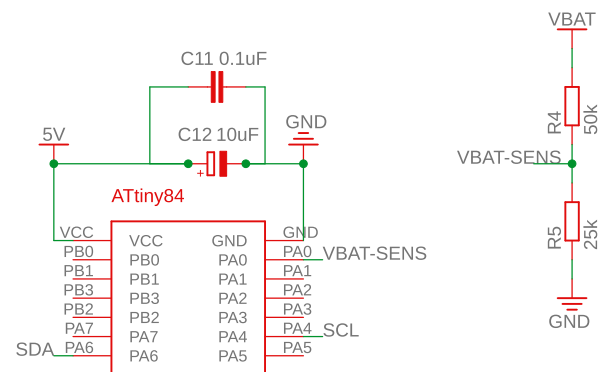 VBAT
C11 0.1uF
R4
50k
5V
C12 10uF
GND
+
VBAT-SENS
ATtiny84
R5
25k
VCC VCC GND GND
PB0 PB0 PA0 PA0 VBAT-SENS
PB1 PB1 PA1 PA1
PB3 PB3 PA2 PA2
PB2 PB2 PA3 PA3
GND
PA7 PA7 PA4 PA4 SCL
SDA PA6 PA6 PA5 PA5